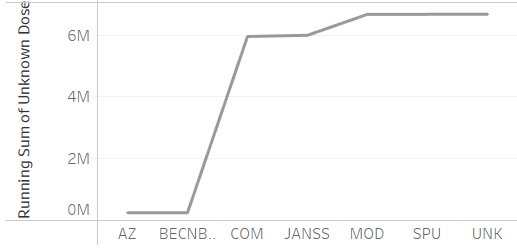 Running Sum of Unknown Dose
6M
4M
2M
0M
AZ BECNB.. COM JANSS MOD SPU UNK